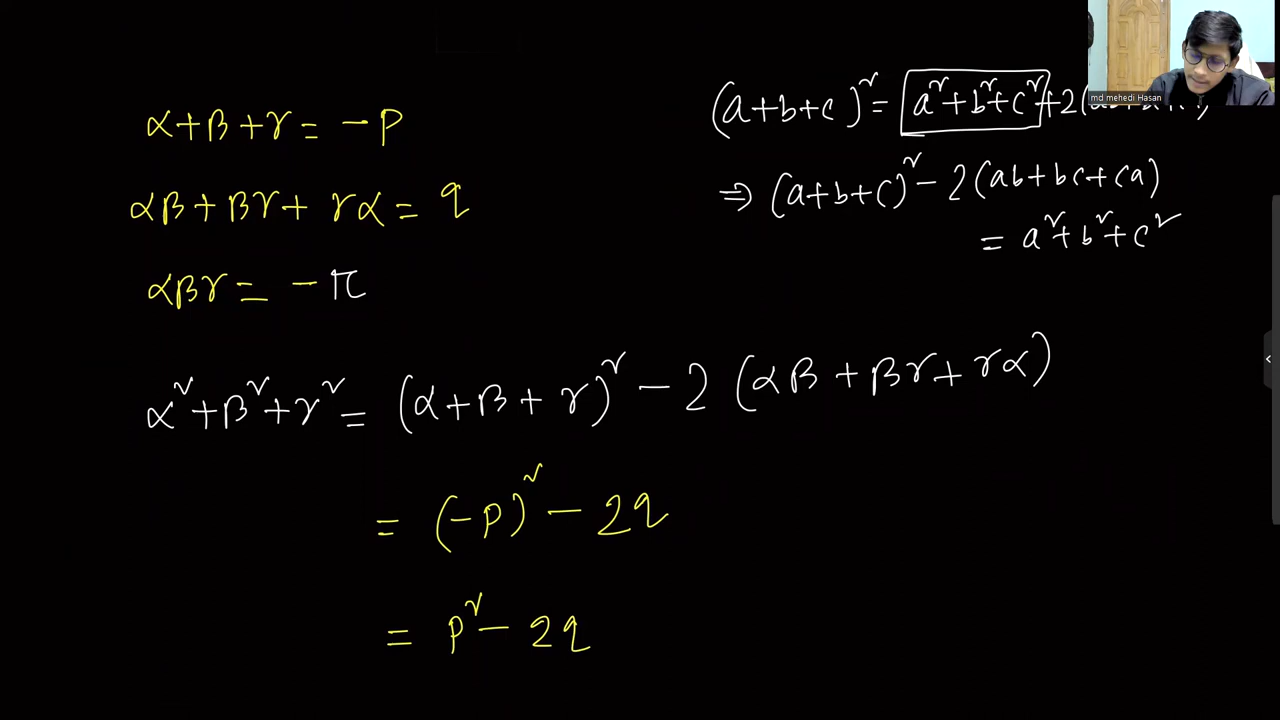 α+β+γ = -p
αβ+βγ+γα = q
αβγ = -π
(a+b+c)² = a²+b²+c²+2(
⇒ (a+b+c)² - 2(ab+bc+ca)
= a²+b²+c²
α²+β²+γ² = (α+β+γ)² - 2(αβ+βγ+γα)
= (-p)² - 2q
= p² - 2q
md mehedi Hasan